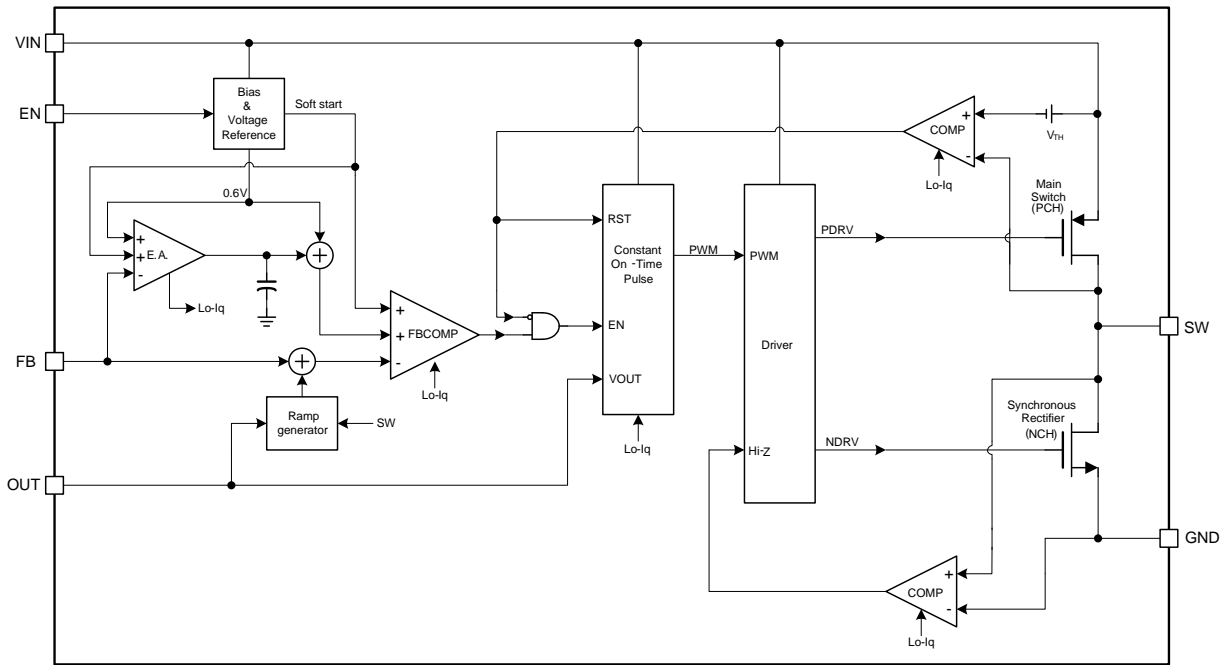 VIN
EN
Bias
&
Voltage
Reference
Soft start
+
COMP
-
VTH
Lo-Iq
Main
Switch
(PCH)
0.6V
+
+
E.A.
-
+
Lo-Iq
RST
Constant
On -Time
Pulse
EN
VOUT
Lo-Iq
PWM
PWM
Driver
Hi-Z
PDRV
NDRV
+
+
FBCOMP
-
Lo-Iq
SW
FB
+
Ramp
generator
SW
Synchronous
Rectifier
(NCH)
OUT
GND
+
COMP
-
Lo-Iq